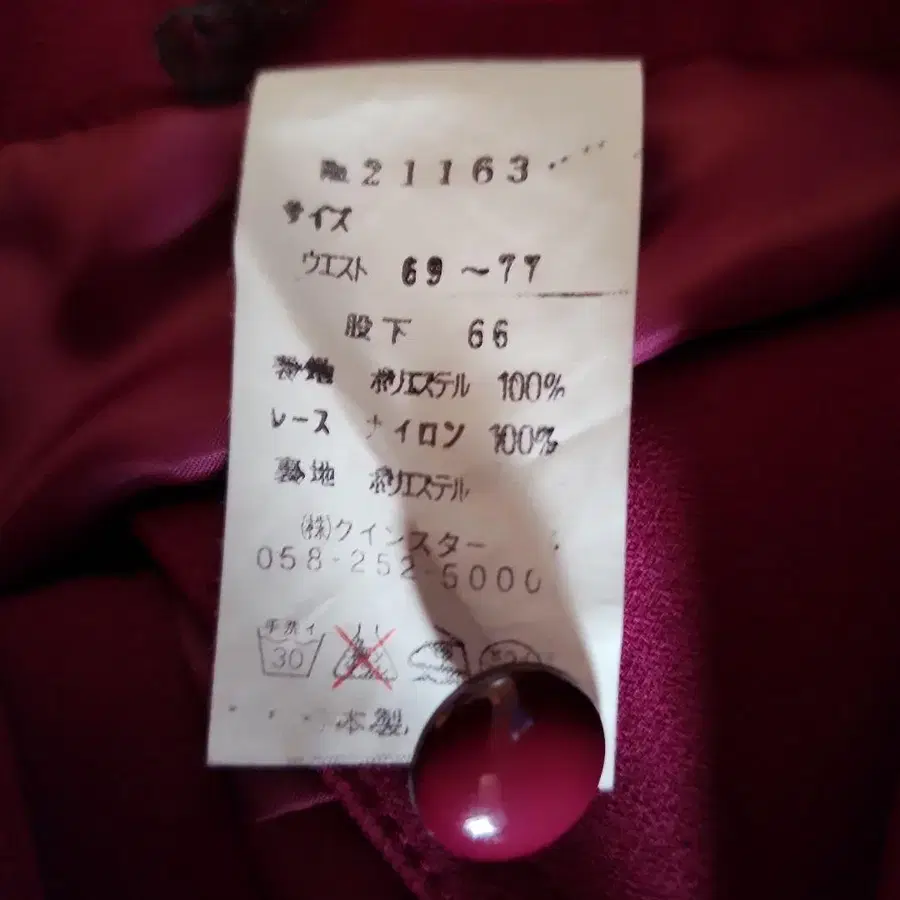 № 21163
サイズ
ウエスト 69～77
股下 66
表地 ポリエステル 100%
レース ナイロン 100%
裏地 ポリエステル
(株)クインスター
058-252-5000
手洗イ
30
本製